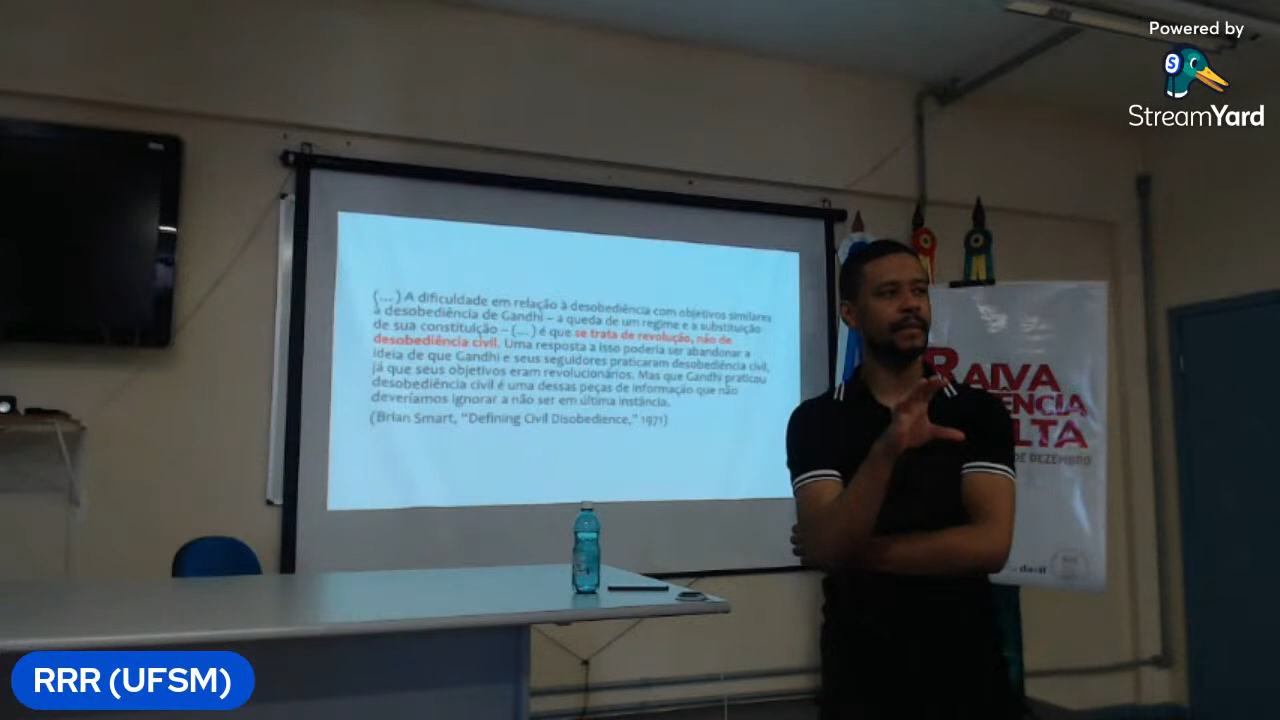 Powered by
StreamYard
(...) A dificuldade em relação à desobediência com objetivos similares
à desobediência de Gandhi – a queda de um regime e a substituição
de sua constituição – (...) é que se trata de revolução, não de
desobediência civil. Uma resposta a isso poderia ser abandonar a
ideia de que Gandhi e seus seguidores praticaram desobediência civil,
já que seus objetivos eram revolucionários. Mas que Gandhi praticou
desobediência civil é uma dessas peças de informação que não
deveríamos ignorar a não ser em última instância.
(Brian Smart, “Defining Civil Disobedience,” 1971)
RAIVA
ENCIA
LTA
DE DEZEMBRO
RRR (UFSM)